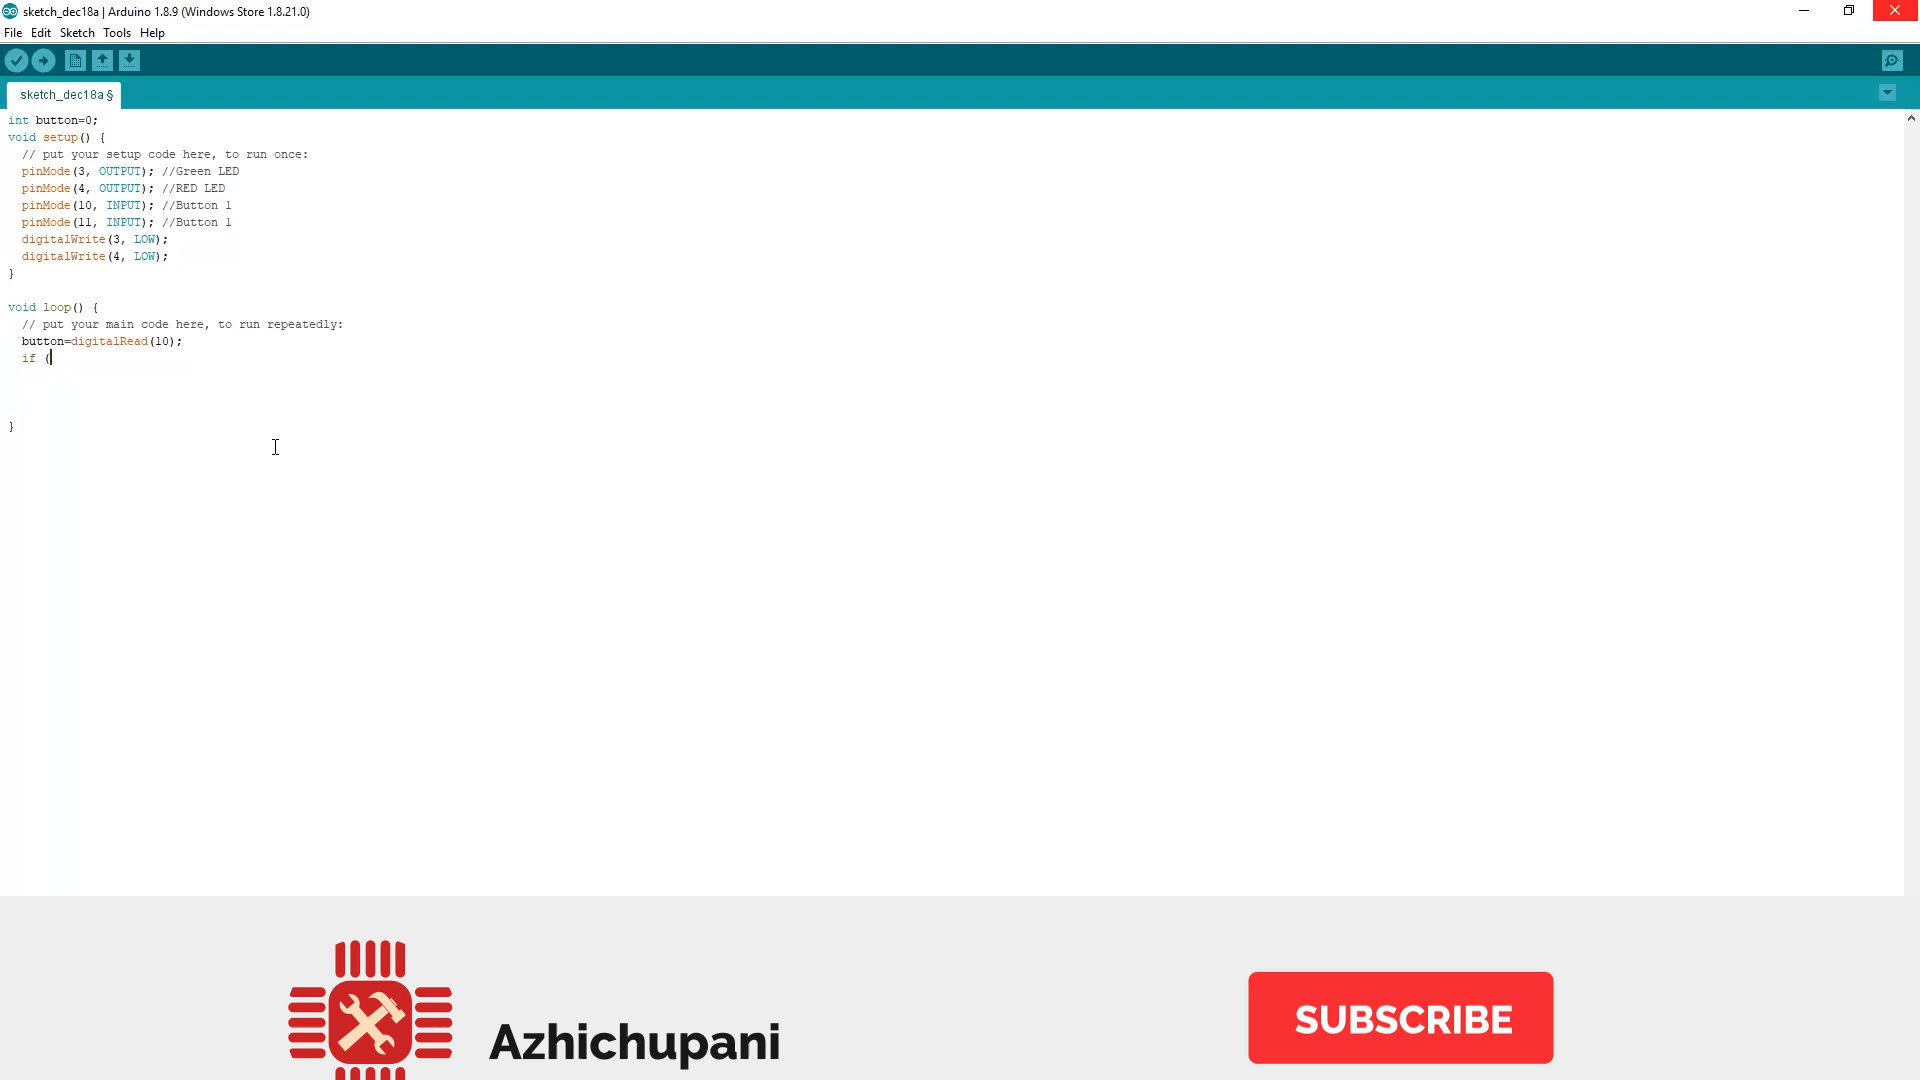 sketch_dec18a | Arduino 1.8.9 (Windows Store 1.8.21.0)
File Edit Sketch Tools Help
sketch_dec18a §
int button=0;
void setup() {
  // put your setup code here, to run once:
  pinMode(3, OUTPUT); //Green LED
  pinMode(4, OUTPUT); //RED LED
  pinMode(10, INPUT); //Button 1
  pinMode(11, INPUT); //Button 1
  digitalWrite(3, LOW);
  digitalWrite(4, LOW);
}
void loop() {
  // put your main code here, to run repeatedly:
  button=digitalRead(10);
  if (
}
Azhichupani
SUBSCRIBE